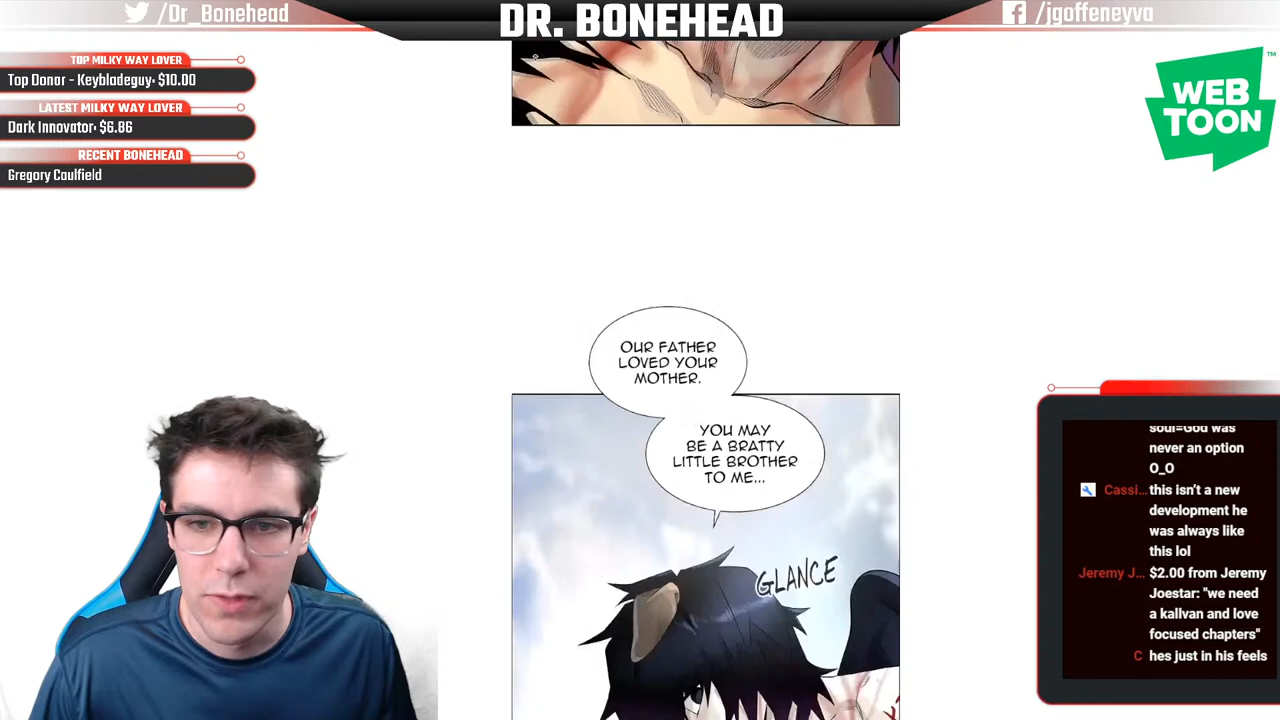 /Dr_Bonehead
DR. BONEHEAD
/jgoffeneyva
TOP MILKY WAY LOVER
Top Donor - Keybladeguy: $10.00
LATEST MILKY WAY LOVER
Dark Innovator: $6.86
RECENT BONEHEAD
Gregory Caulfield
WEB
TOON
TM
OUR FATHER
LOVED YOUR
MOTHER.
YOU MAY
BE A BRATTY
LITTLE BROTHER
TO ME...
GLANCE
soul=God was
never an option
O_O
Cassi... this isn't a new
development he
was always like
this lol
Jeremy J... $2.00 from Jeremy
Joestar: "we need
a kallvan and love
focused chapters"
C hes just in his feels